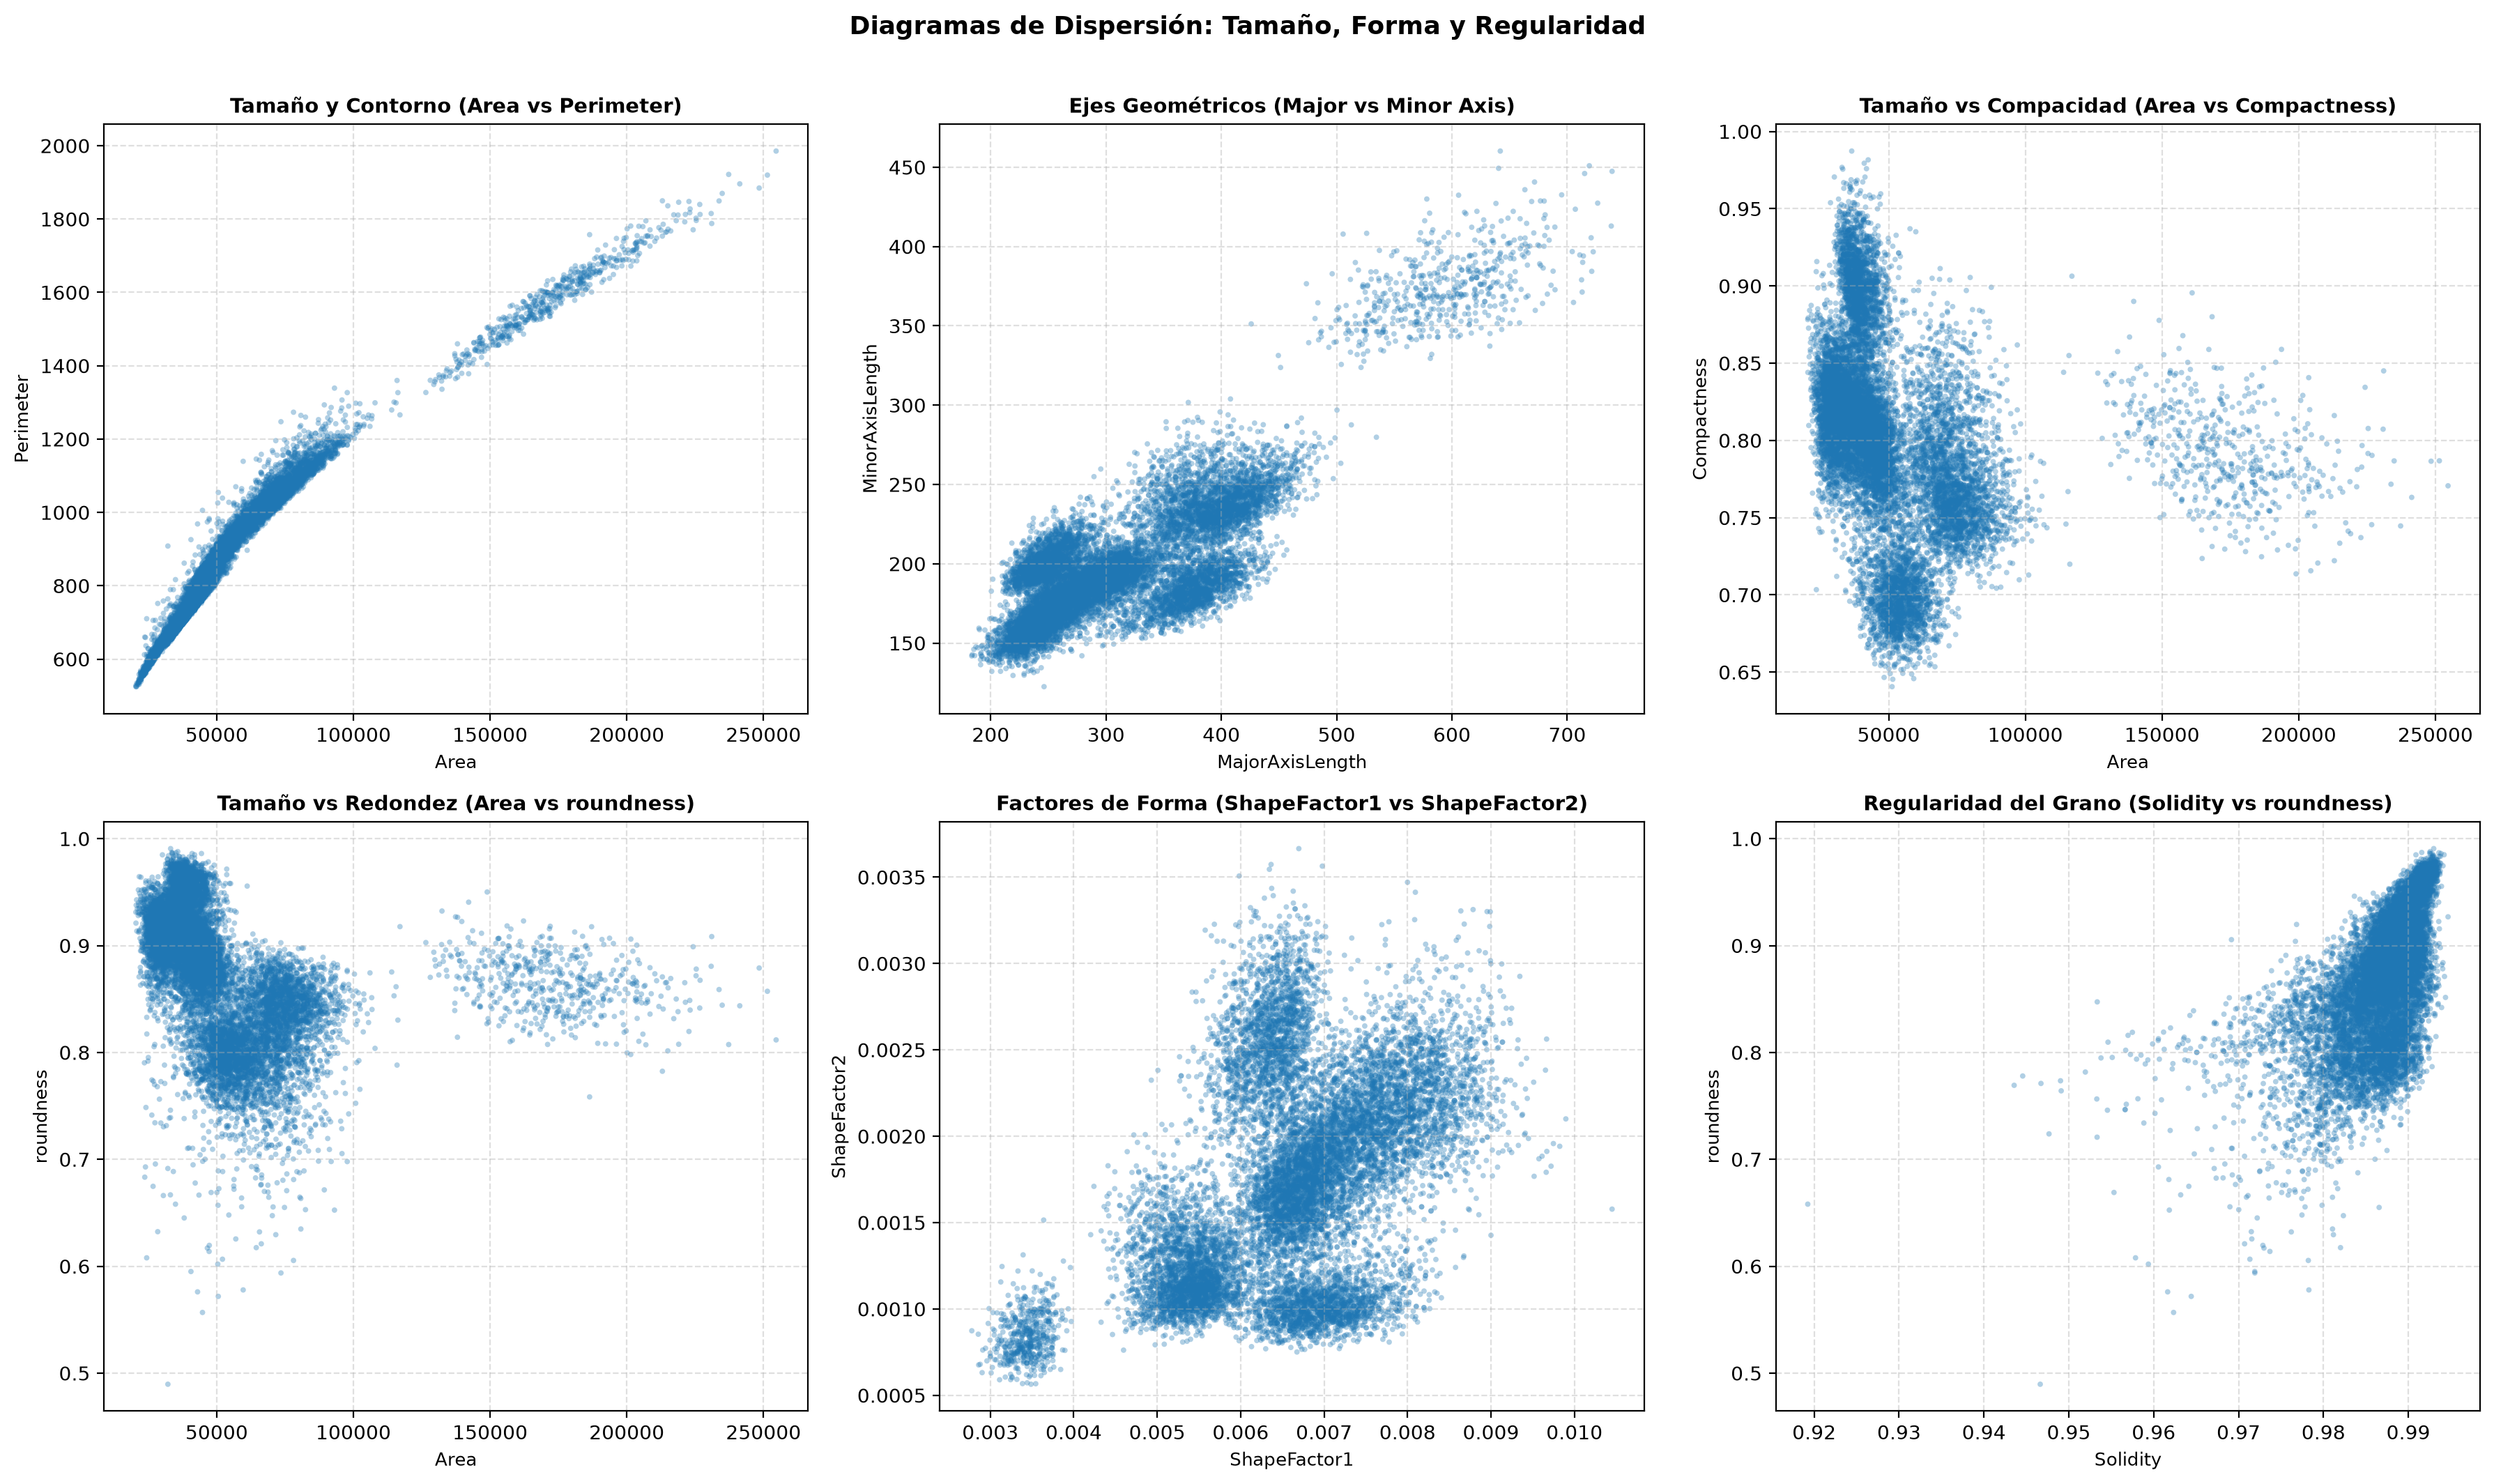 Diagramas de Dispersión: Tamaño, Forma y Regularidad
Tamaño y Contorno (Area vs Perimeter)
2000
1800
1600
1400
1200
1000
800
600
Perimeter
50000 100000 150000 200000 250000
Area
Ejes Geométricos (Major vs Minor Axis)
450
400
350
300
250
200
150
MinorAxisLength
200 300 400 500 600 700
MajorAxisLength
Tamaño vs Compacidad (Area vs Compactness)
1.00
0.95
0.90
0.85
0.80
0.75
0.70
0.65
Compactness
50000 100000 150000 200000 250000
Area
Tamaño vs Redondez (Area vs roundness)
1.0
0.9
0.8
0.7
0.6
0.5
roundness
50000 100000 150000 200000 250000
Area
Factores de Forma (ShapeFactor1 vs ShapeFactor2)
0.0035
0.0030
0.0025
0.0020
0.0015
0.0010
0.0005
ShapeFactor2
0.003 0.004 0.005 0.006 0.007 0.008 0.009 0.010
ShapeFactor1
Regularidad del Grano (Solidity vs roundness)
1.0
0.9
0.8
0.7
0.6
0.5
roundness
0.92 0.93 0.94 0.95 0.96 0.97 0.98 0.99
Solidity